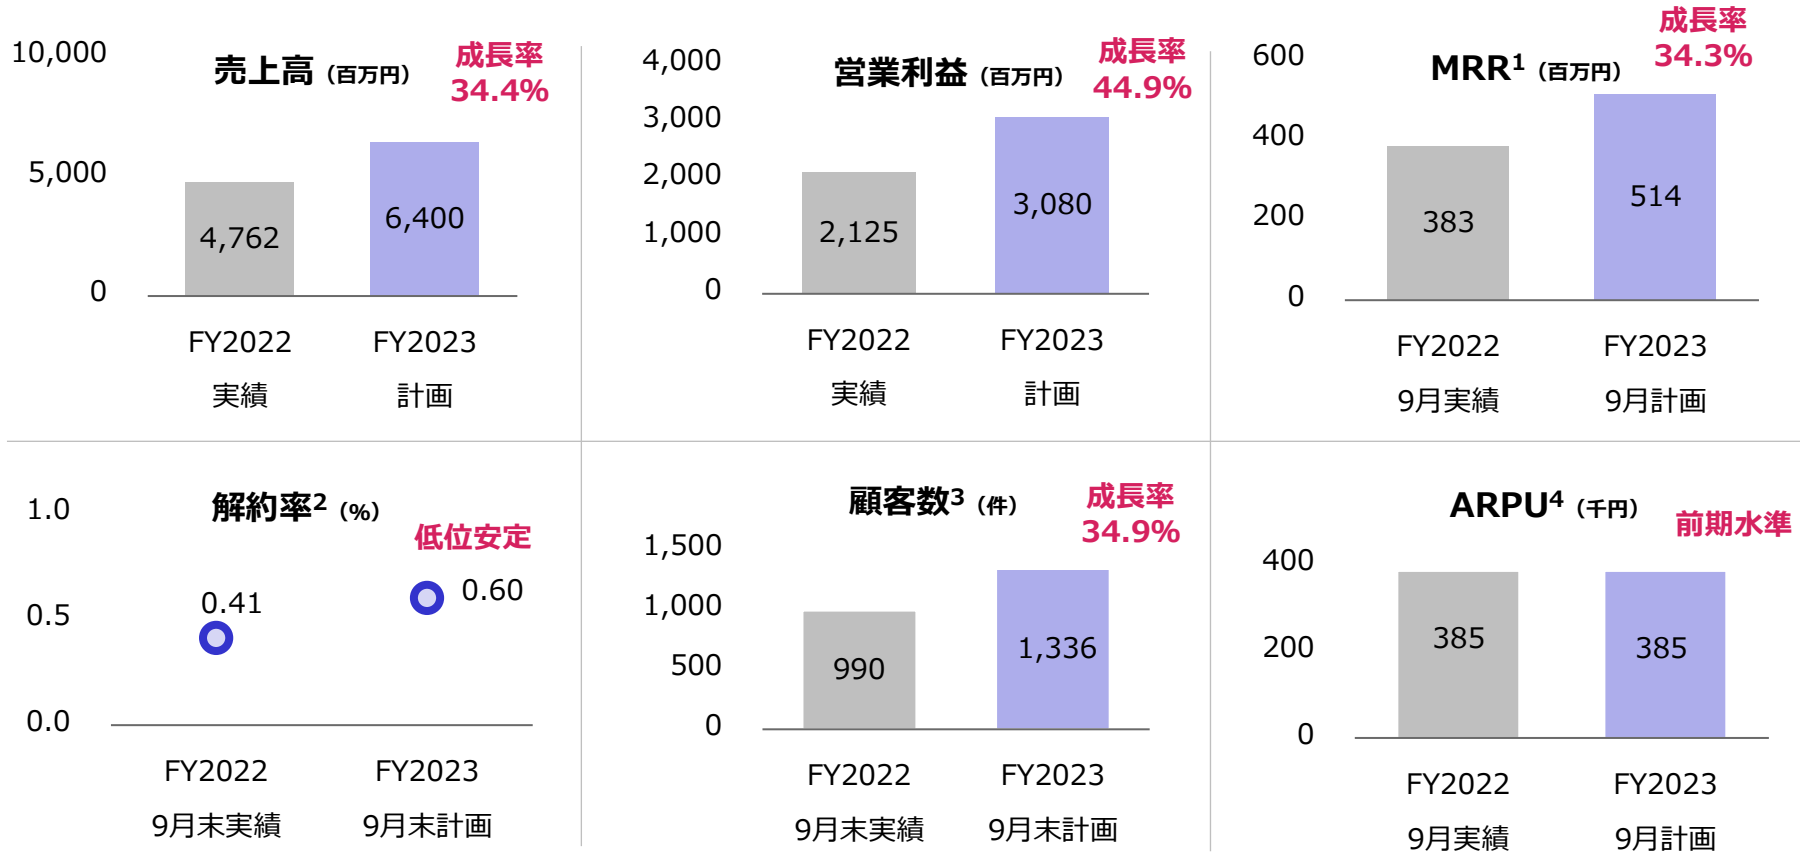 売上高（百万円）
成長率
34.4%
10,000
5,000
0
4,762
6,400
FY2022
FY2023
実績
計画
営業利益（百万円）
成長率
44.9%
4,000
3,000
2,000
1,000
0
2,125
3,080
FY2022
FY2023
実績
計画
MRR1（百万円）
成長率
34.3%
600
400
200
0
383
514
FY2022
FY2023
9月実績
9月計画
解約率2（%）
低位安定
1.0
0.5
0.0
0.41
0.60
FY2022
FY2023
9月末実績
9月末計画
顧客数3（件）
成長率
34.9%
1,500
1,000
500
0
990
1,336
FY2022
FY2023
9月末実績
9月末計画
ARPU4（千円）
前期水準
400
200
0
385
385
FY2022
FY2023
9月実績
9月計画